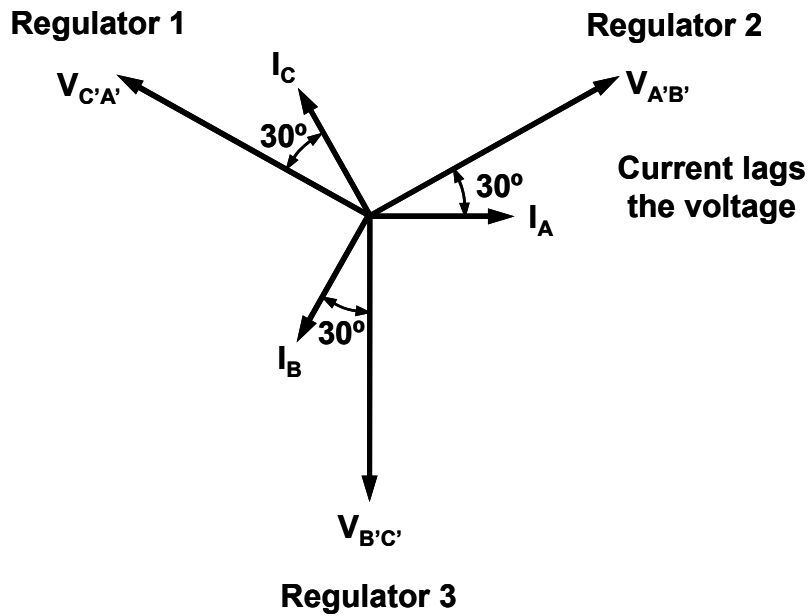 Regulator 1
Regulator 2
I_C
V_C'A'
V_A'B'
30º
30º
Current lags
the voltage
I_A
30º
I_B
V_B'C'
Regulator 3